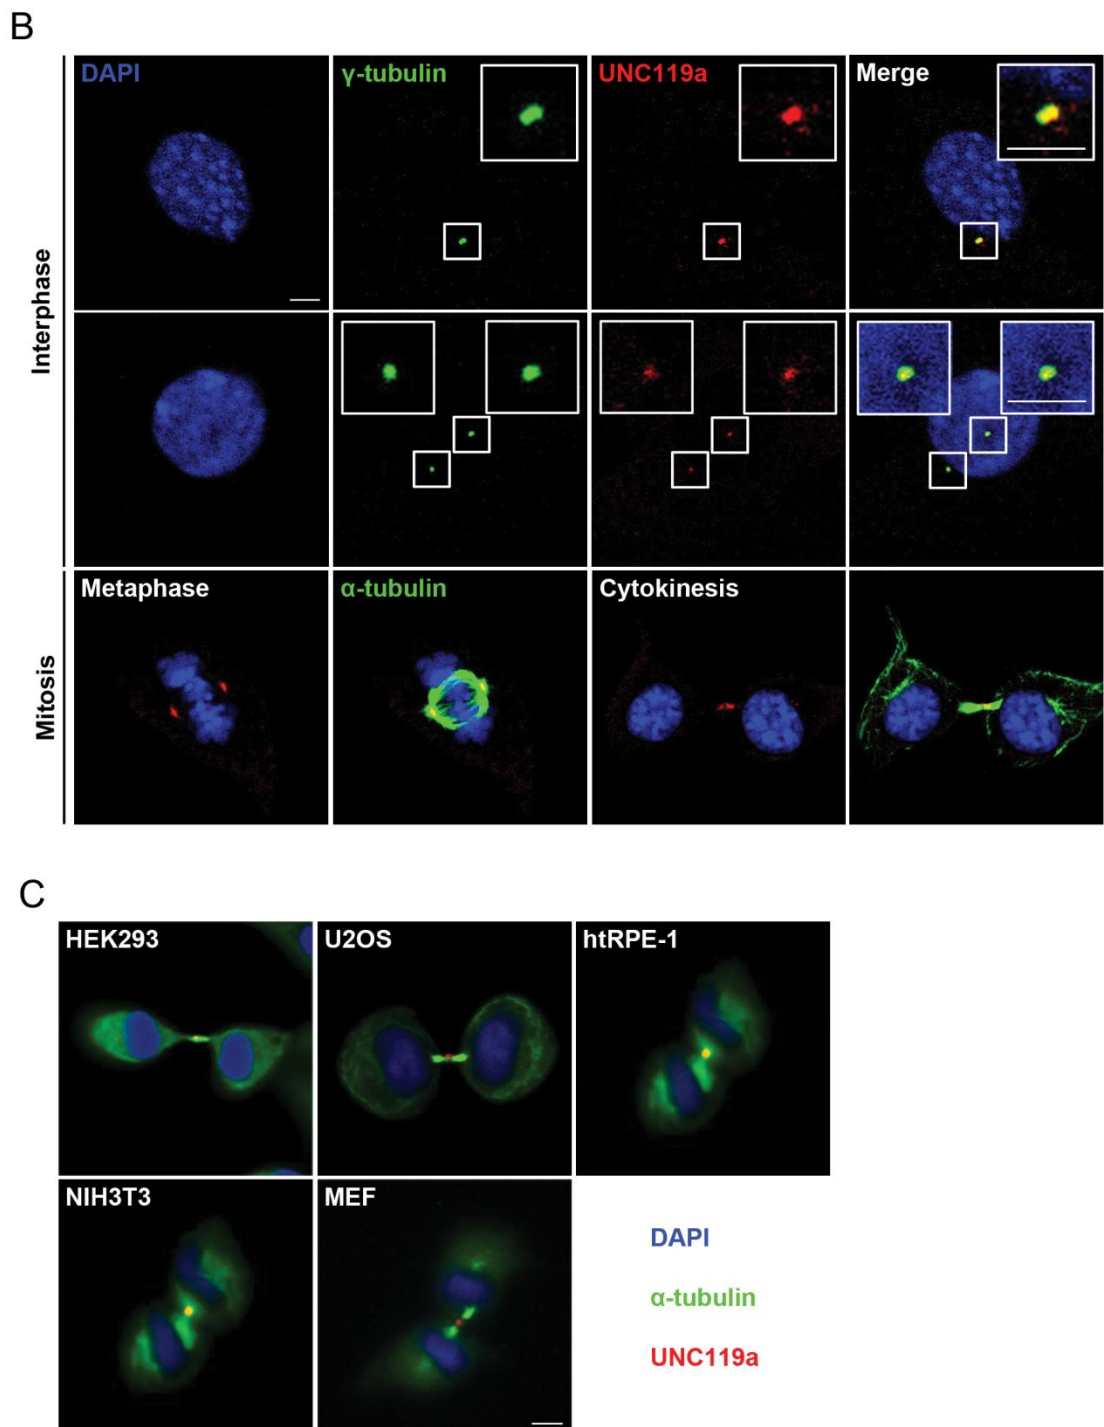 B
DAPI
γ-tubulin
UNC119a
Merge
Interphase
Mitosis
Metaphase
α-tubulin
Cytokinesis
C
HEK293
U2OS
htRPE-1
NIH3T3
MEF
DAPI
α-tubulin
UNC119a